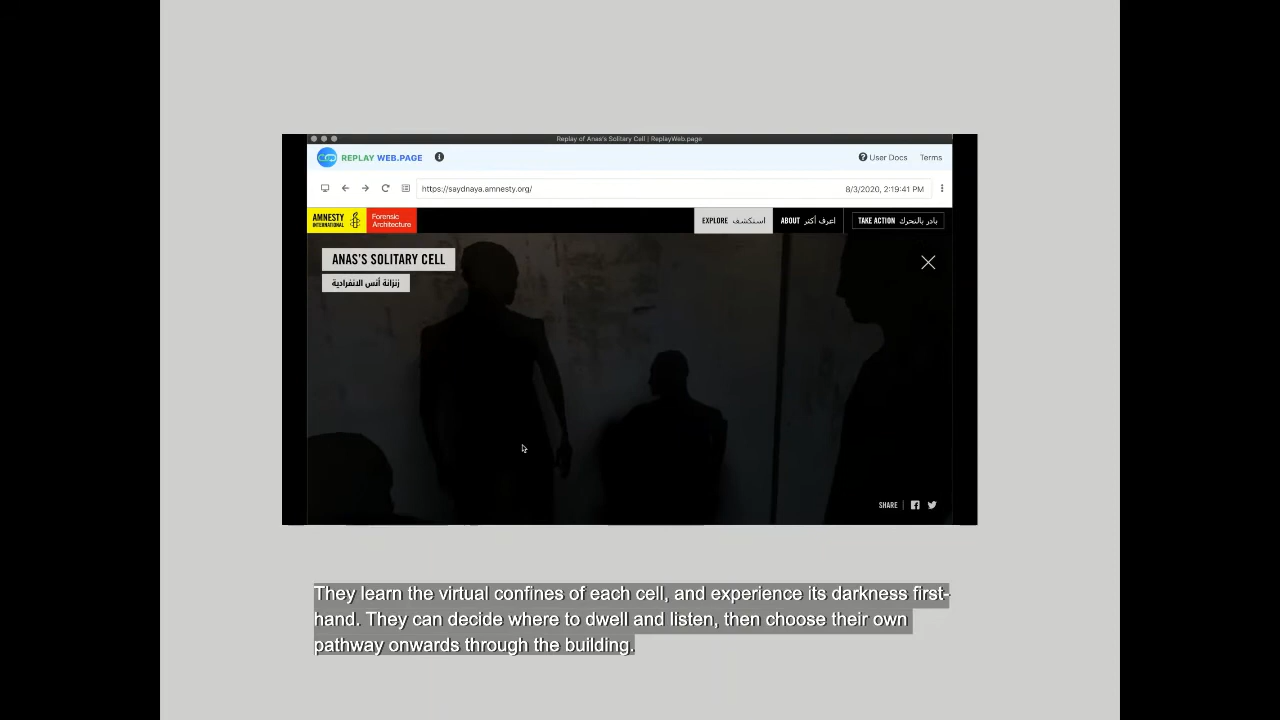 Replay of Anas's Solitary Cell | ReplayWeb.page
REPLAY WEB.PAGE
User Docs Terms
https://saydnaya.amnesty.org/ 8/3/2020, 2:19:41 PM
AMNESTY
INTERNATIONAL
Forensic
Architecture
EXPLORE استكشف
ABOUT اعرف أكثر
TAKE ACTION بادر بالتحرك
ANAS'S SOLITARY CELL
زنزانة أنس الانفرادية
SHARE
They learn the virtual confines of each cell, and experience its darkness first-
hand. They can decide where to dwell and listen, then choose their own
pathway onwards through the building.